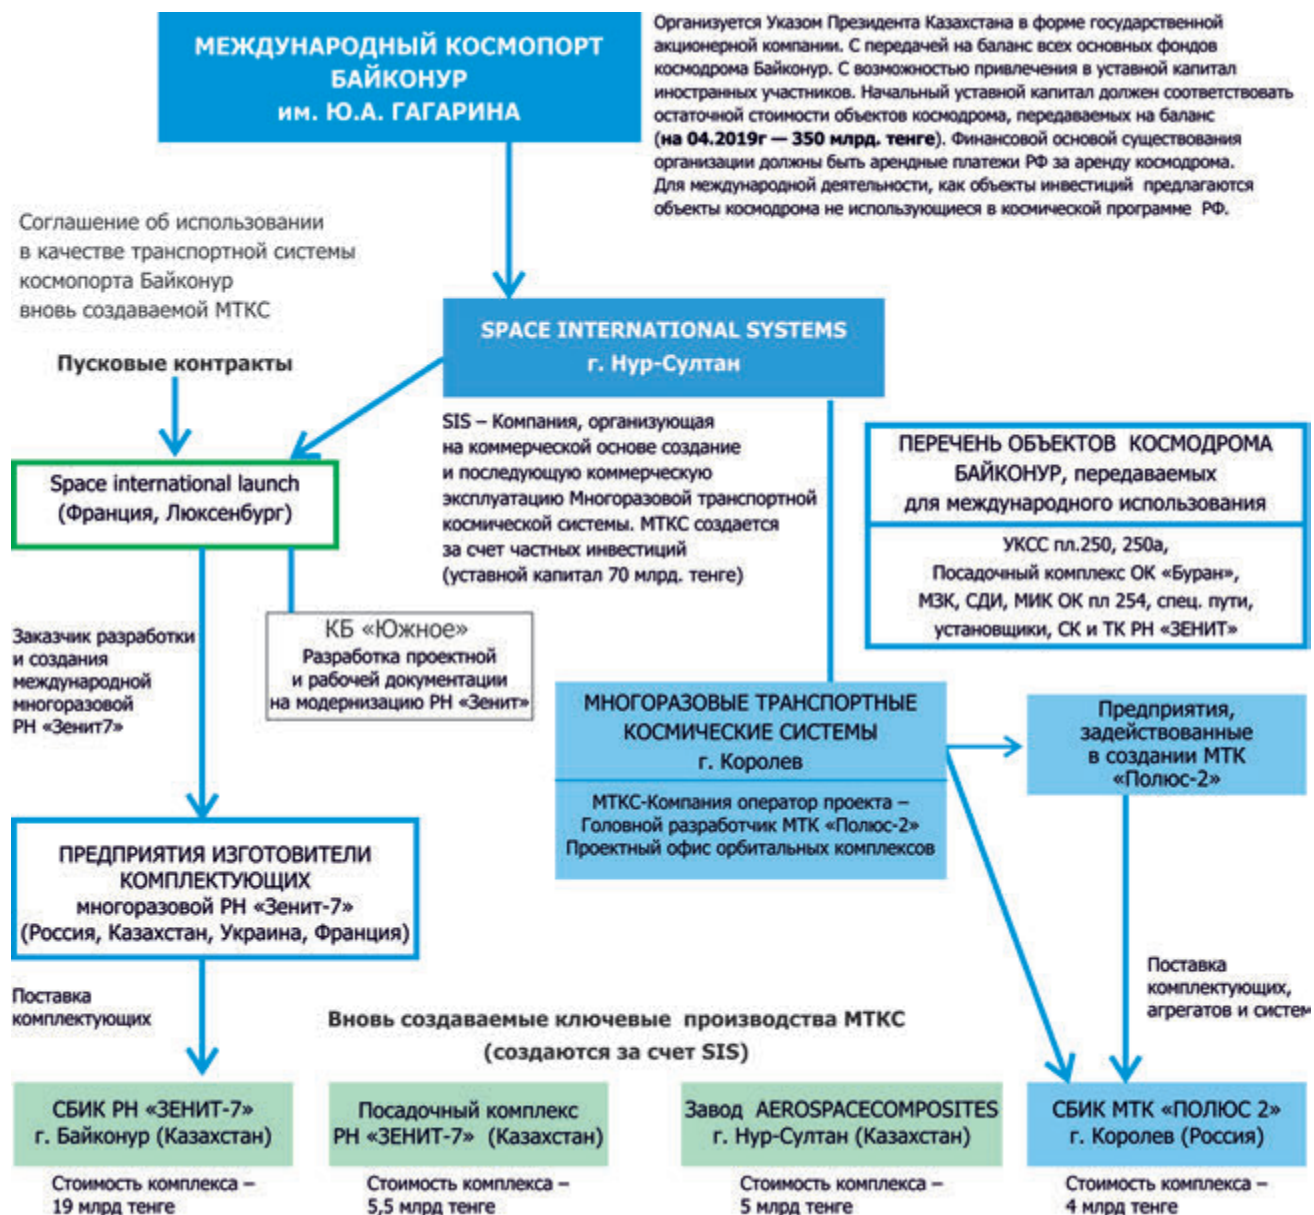 МЕЖДУНАРОДНЫЙ КОСМОПОРТ
БАЙКОНУР
им. Ю.А. ГАГАРИНА
Организуется Указом Президента Казахстана в форме государственной
акционерной компании. С передачей на баланс всех основных фондов
космодрома Байконур. С возможностью привлечения в уставной капитал
иностранных участников. Начальный уставной капитал должен соответствовать
остаточной стоимости объектов космодрома, передаваемых на баланс
(на 04.2019г — 350 млрд. тенге). Финансовой основой существования
организации должны быть арендные платежи РФ за аренду космодрома.
Для международной деятельности, как объекты инвестиций предлагаются
объекты космодрома не использующиеся в космической программе РФ.
Соглашение об использовании
в качестве транспортной системы
космопорта Байконур
вновь создаваемой МТКС
Пусковые контракты
SPACE INTERNATIONAL SYSTEMS
г. Нур-Султан
SIS – Компания, организующая
на коммерческой основе создание
и последующую коммерческую
эксплуатацию Многоразовой транспортной
космической системы. МТКС создается
за счет частных инвестиций
(уставной капитал 70 млрд. тенге)
ПЕРЕЧЕНЬ ОБЪЕКТОВ КОСМОДРОМА
БАЙКОНУР, передаваемых
для международного использования
УКСС пл.250, 250а,
Посадочный комплекс ОК «Буран»,
МЗК, СДИ, МИК ОК пл 254, спец. пути,
установщики, СК и ТК РН «ЗЕНИТ»
Space international launch
(Франция, Люксенбург)
Заказчик разработки
и создания
международной
многоразовой
РН «Зенит7»
КБ «Южное»
Разработка проектной
и рабочей документации
на модернизацию РН «Зенит»
МНОГОРАЗОВЫЕ ТРАНСПОРТНЫЕ
КОСМИЧЕСКИЕ СИСТЕМЫ
г. Королев
МТКС-Компания оператор проекта –
Головной разработчик МТК «Полюс-2»
Проектный офис орбитальных комплексов
Предприятия,
задействованные
в создании МТК
«Полюс-2»
ПРЕДПРИЯТИЯ ИЗГОТОВИТЕЛИ
КОМПЛЕКТУЮЩИХ
многоразовой РН «Зенит-7»
(Россия, Казахстан, Украина, Франция)
Поставка
комплектующих
Поставка
комплектующих,
агрегатов и систем
Вновь создаваемые ключевые производства МТКС
(создаются за счет SIS)
СБИК РН «ЗЕНИТ-7»
г. Байконур (Казахстан)
Стоимость комплекса –
19 млрд тенге
Посадочный комплекс
РН «ЗЕНИТ-7» (Казахстан)
Стоимость комплекса –
5,5 млрд тенге
Завод AEROSPACECOMPOSITES
г. Нур-Султан (Казахстан)
Стоимость комплекса –
5 млрд тенге
СБИК МТК «ПОЛЮС 2»
г. Королев (Россия)
Стоимость комплекса –
4 млрд тенге